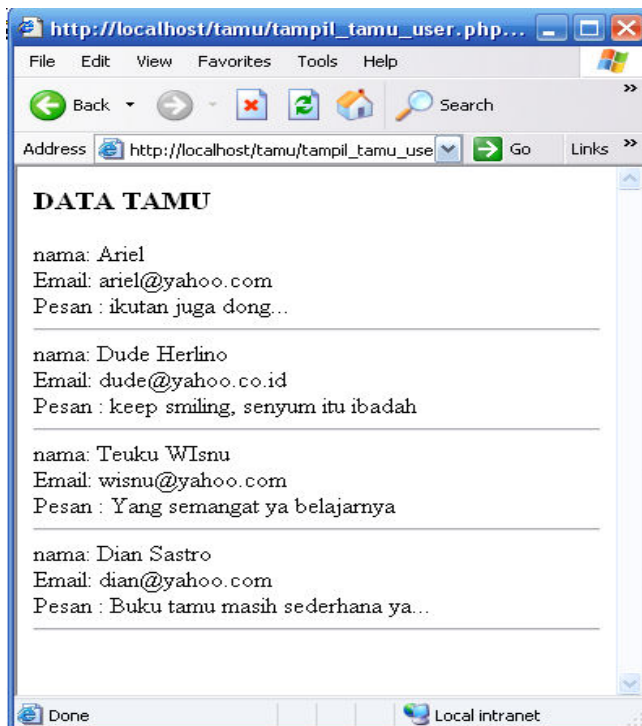 http://localhost/tamu/tampil_tamu_user.php...
File Edit View Favorites Tools Help
Back Search »
Address http://localhost/tamu/tampil_tamu_use Go Links »
DATA TAMU
nama: Ariel
Email: ariel@yahoo.com
Pesan : ikutan juga dong...
nama: Dude Herlino
Email: dude@yahoo.co.id
Pesan : keep smiling, senyum itu ibadah
nama: Teuku WIsnu
Email: wisnu@yahoo.com
Pesan : Yang semangat ya belajarnya
nama: Dian Sastro
Email: dian@yahoo.com
Pesan : Buku tamu masih sederhana ya...
Done Local intranet